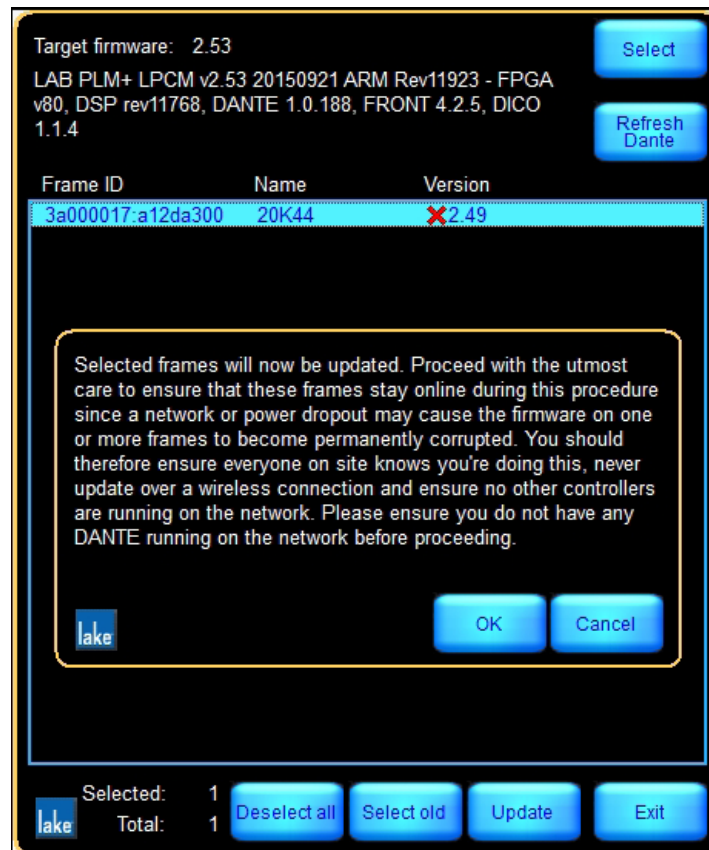 Target firmware: 2.53
Select
LAB PLM+ LPCM v2.53 20150921 ARM Rev11923 - FPGA
v80, DSP rev11768, DANTE 1.0.188, FRONT 4.2.5, DICO
1.1.4
Refresh
Dante
Frame ID Name Version
3a000017:a12da300 20K44 2.49
Selected frames will now be updated. Proceed with the utmost
care to ensure that these frames stay online during this procedure
since a network or power dropout may cause the firmware on one
or more frames to become permanently corrupted. You should
therefore ensure everyone on site knows you're doing this, never
update over a wireless connection and ensure no other controllers
are running on the network. Please ensure you do not have any
DANTE running on the network before proceeding.
lake
OK Cancel
Selected: 1
lake Total: 1
Deselect all Select old Update Exit